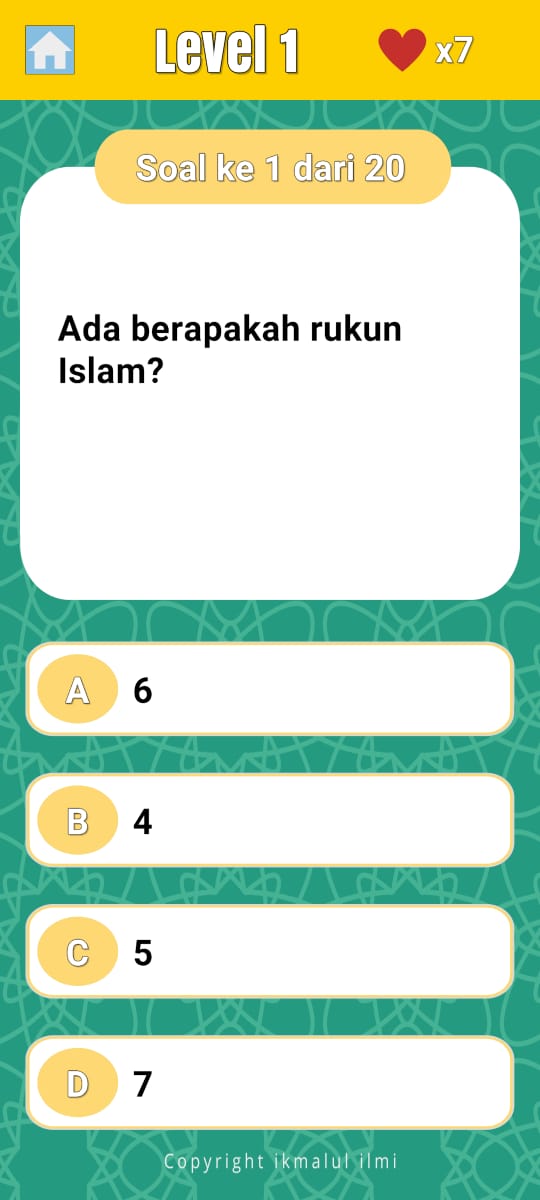 Level 1
x7
Soal ke 1 dari 20
Ada berapakah rukun
Islam?
A 6
B 4
C 5
D 7
Copyright ikmalul ilmi